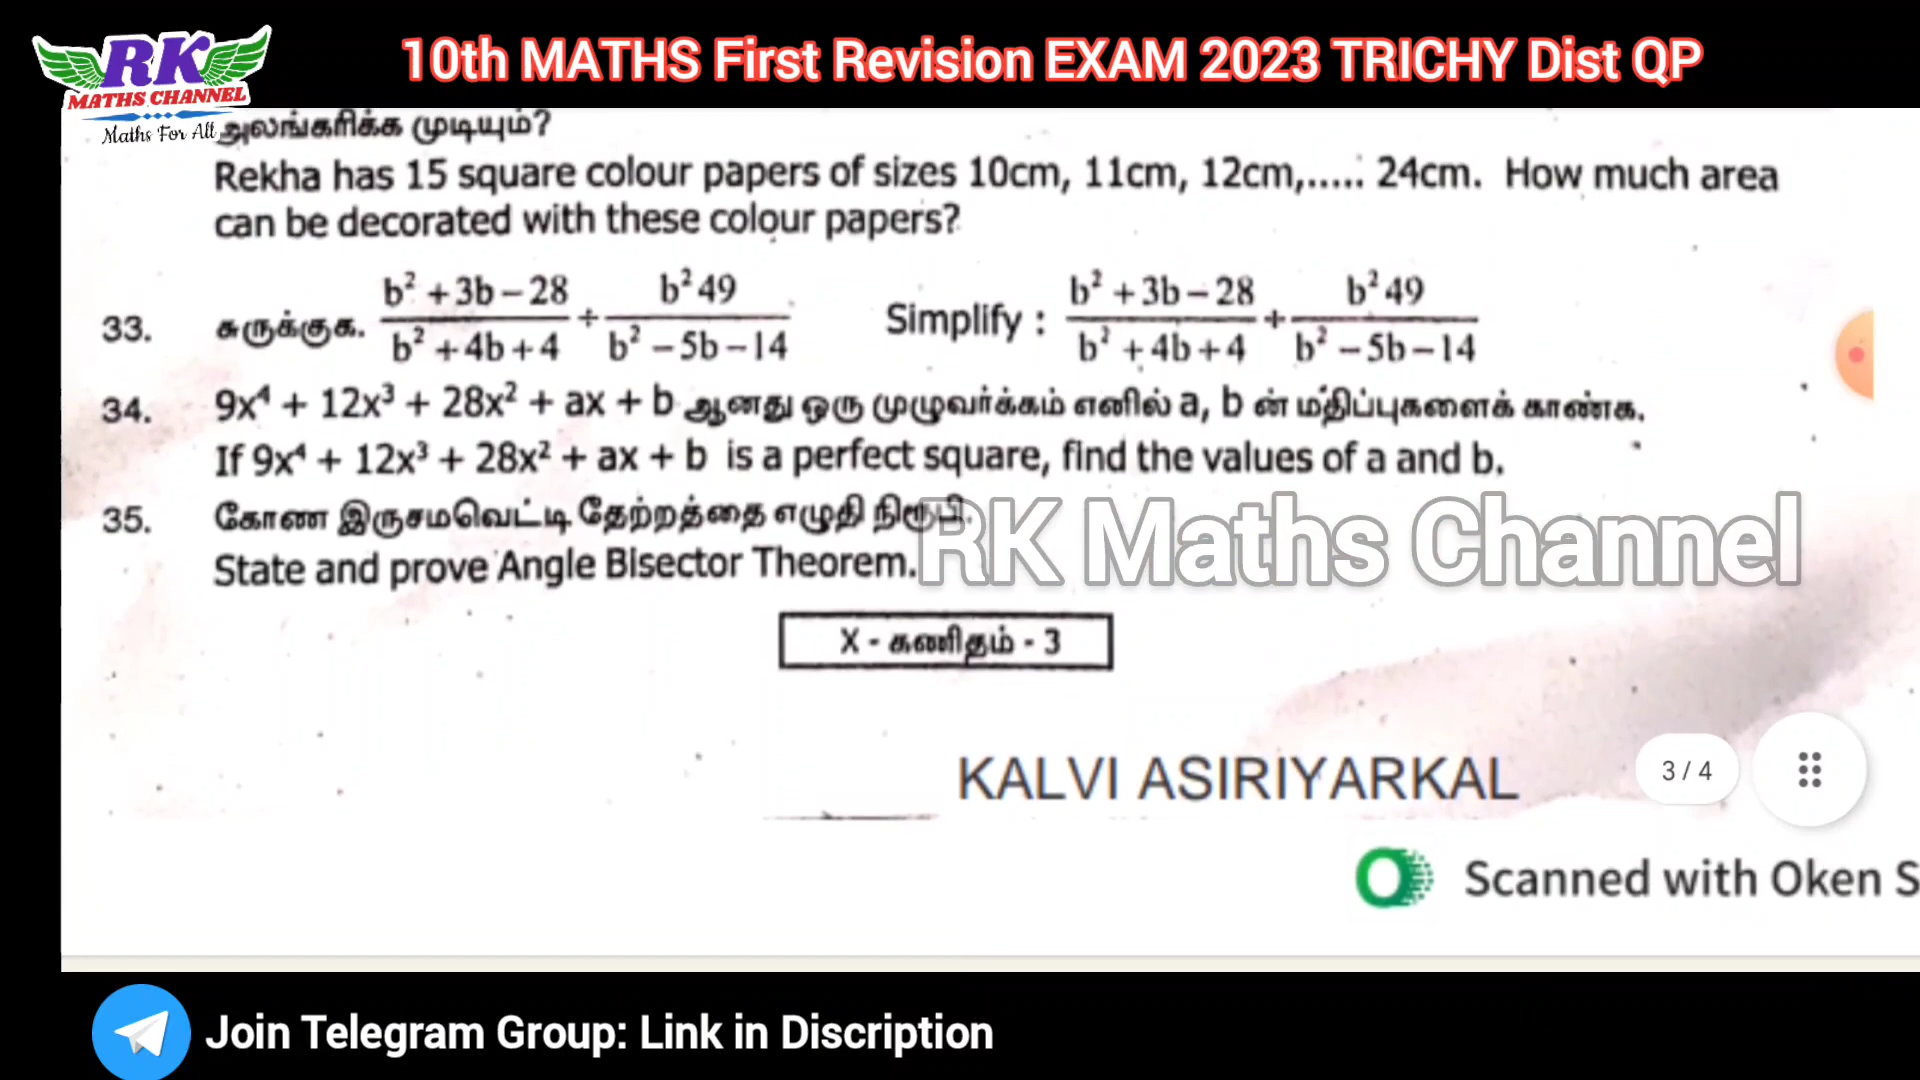 RK
MATHS CHANNEL
Maths For All
10th MATHS First Revision EXAM 2023 TRICHY Dist QP
அலங்கரிக்க முடியும்?
Rekha has 15 square colour papers of sizes 10cm, 11cm, 12cm,..... 24cm. How much area
can be decorated with these colour papers?
33. சுருக்குக. b² +3b – 28 / b² +4b+4 ÷ b² 49 / b² – 5b – 14 Simplify : b² +3b – 28 / b² +4b+4 + b² 49 / b² – 5b – 14
34. 9x⁴ + 12x³ + 28x² + ax + b ஆனது ஒரு முழுவர்க்கம் எனில் a, b ன் மதிப்புகளைக் காண்க.
If 9x⁴ + 12x³ + 28x² + ax + b is a perfect square, find the values of a and b.
35. கோண இருசமவெட்டி தேற்றத்தை எழுதி நிரூபி.
State and prove Angle Bisector Theorem.
RK Maths Channel
X - கணிதம் - 3
KALVI ASIRIYARKAL
3 / 4
Scanned with Oken S
Join Telegram Group: Link in Discription